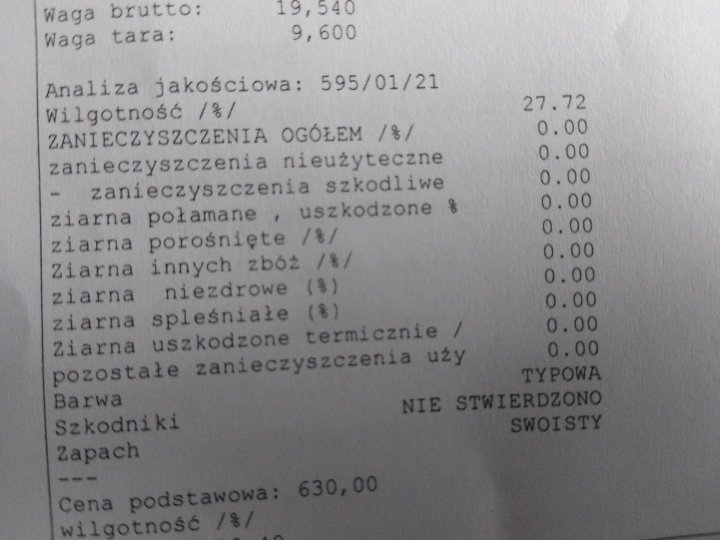 Waga brutto: 19,540
Waga tara: 9,600
Analiza jakościowa: 595/01/21
Wilgotność /%/ 27.72
ZANIECZYSZCZENIA OGÓŁEM /%/ 0.00
zanieczyszczenia nieużyteczne 0.00
- zanieczyszczenia szkodliwe 0.00
ziarna połamane , uszkodzone % 0.00
ziarna porośnięte /%/ 0.00
Ziarna innych zbóż /%/ 0.00
ziarna niezdrowe (%) 0.00
ziarna spleśniałe (%) 0.00
Ziarna uszkodzone termicznie / 0.00
pozostałe zanieczyszczenia uży 0.00
Barwa TYPOWA
Szkodniki NIE STWIERDZONO
Zapach SWOISTY
---
Cena podstawowa: 630,00
wilgotność /%/